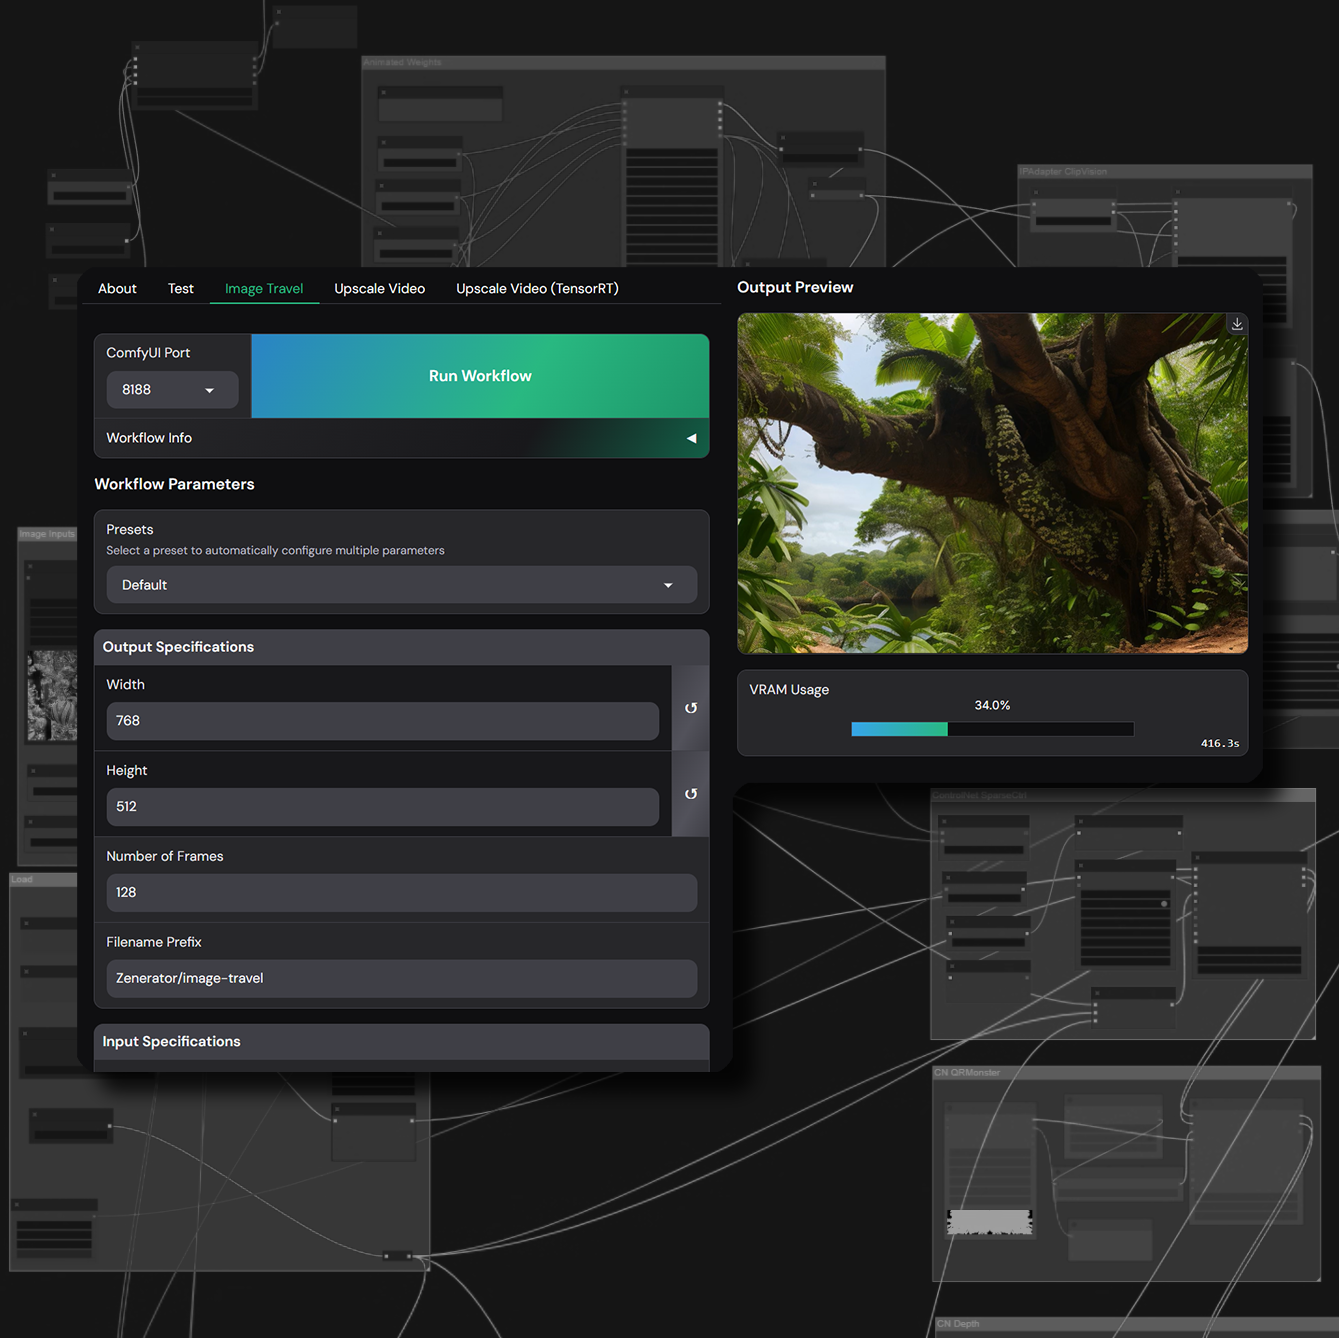 Animated Weights
IPAdapter ClipVision
About
Test
Image Travel
Upscale Video
Upscale Video (TensorRT)
ComfyUI Port
8188
Run Workflow
Workflow Info
Workflow Parameters
Presets
Select a preset to automatically configure multiple parameters
Default
Output Specifications
Width
768
Height
512
Number of Frames
128
Filename Prefix
Zenerator/image-travel
Input Specifications
Output Preview
VRAM Usage
34.0%
416.3s
Image Inputs
Load
ControlNet SparseCtrl
CN QRMonster
CN Depth